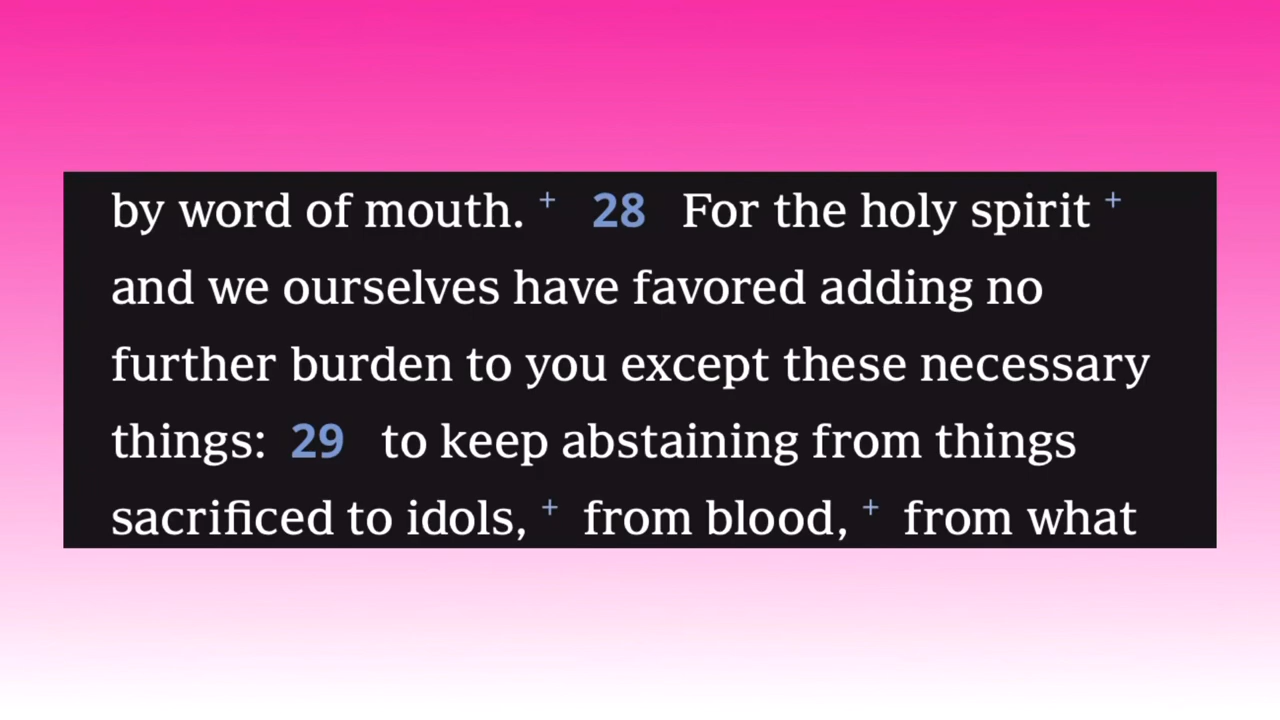 by word of mouth. + 28 For the holy spirit +
and we ourselves have favored adding no
further burden to you except these necessary
things: 29 to keep abstaining from things
sacrificed to idols, + from blood, + from what